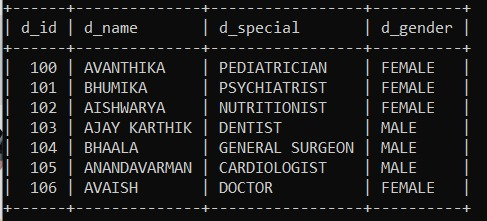 +------+--------------+-----------------+----------+
| d_id | d_name       | d_special       | d_gender |
+------+--------------+-----------------+----------+
|  100 | AVANTHIKA    | PEDIATRICIAN    | FEMALE   |
|  101 | BHUMIKA      | PSYCHIATRIST    | FEMALE   |
|  102 | AISHWARYA    | NUTRITIONIST    | FEMALE   |
|  103 | AJAY KARTHIK | DENTIST         | MALE     |
|  104 | BHAALA       | GENERAL SURGEON | MALE     |
|  105 | ANANDAVARMAN | CARDIOLOGIST    | MALE     |
|  106 | AVAISH       | DOCTOR          | FEMALE   |
+------+--------------+-----------------+----------+